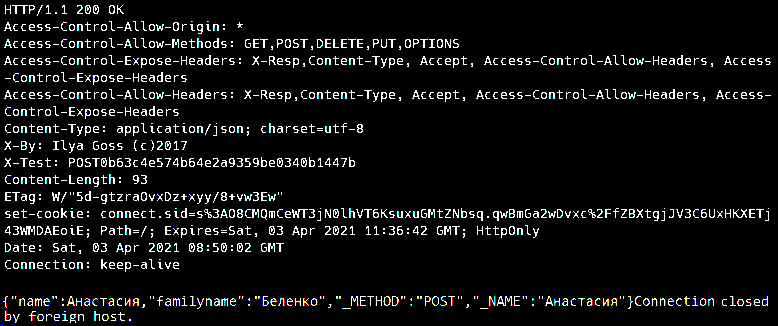 HTTP/1.1 200 OK
Access-Control-Allow-Origin: *
Access-Control-Allow-Methods: GET,POST,DELETE,PUT,OPTIONS
Access-Control-Expose-Headers: X-Resp,Content-Type, Accept, Access-Control-Allow-Headers, Access
-Control-Expose-Headers
Access-Control-Allow-Headers: X-Resp,Content-Type, Accept, Access-Control-Allow-Headers, Access-
Control-Expose-Headers
Content-Type: application/json; charset=utf-8
X-By: Ilya Goss (c)2017
X-Test: POST0b63c4e574b64e2a9359be0340b1447b
Content-Length: 93
ETag: W/"5d-gtzraOvxDz+xyy/8+vw3Ew"
set-cookie: connect.sid=s%3AO8CMQmCeWT3jN0lhVT6KsuxuGMtZNbsq.qwBmGa2wDvxc%2FfZBXtgjJV3C6UxHKXETj
43WMDAEoiE; Path=/; Expires=Sat, 03 Apr 2021 11:36:42 GMT; HttpOnly
Date: Sat, 03 Apr 2021 08:50:02 GMT
Connection: keep-alive
{"name":Анастасия,"familyname":"Беленко","_METHOD":"POST","_NAME":"Анастасия"}Connection closed
by foreign host.